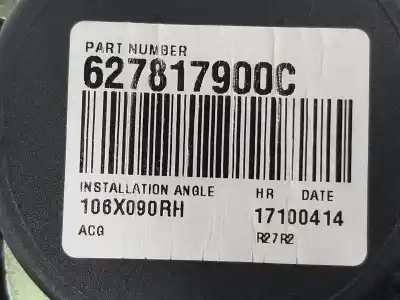 PART NUMBER
627817900C
INSTALLATION ANGLE HR DATE
106X090RH 17100414
ACG R27R2